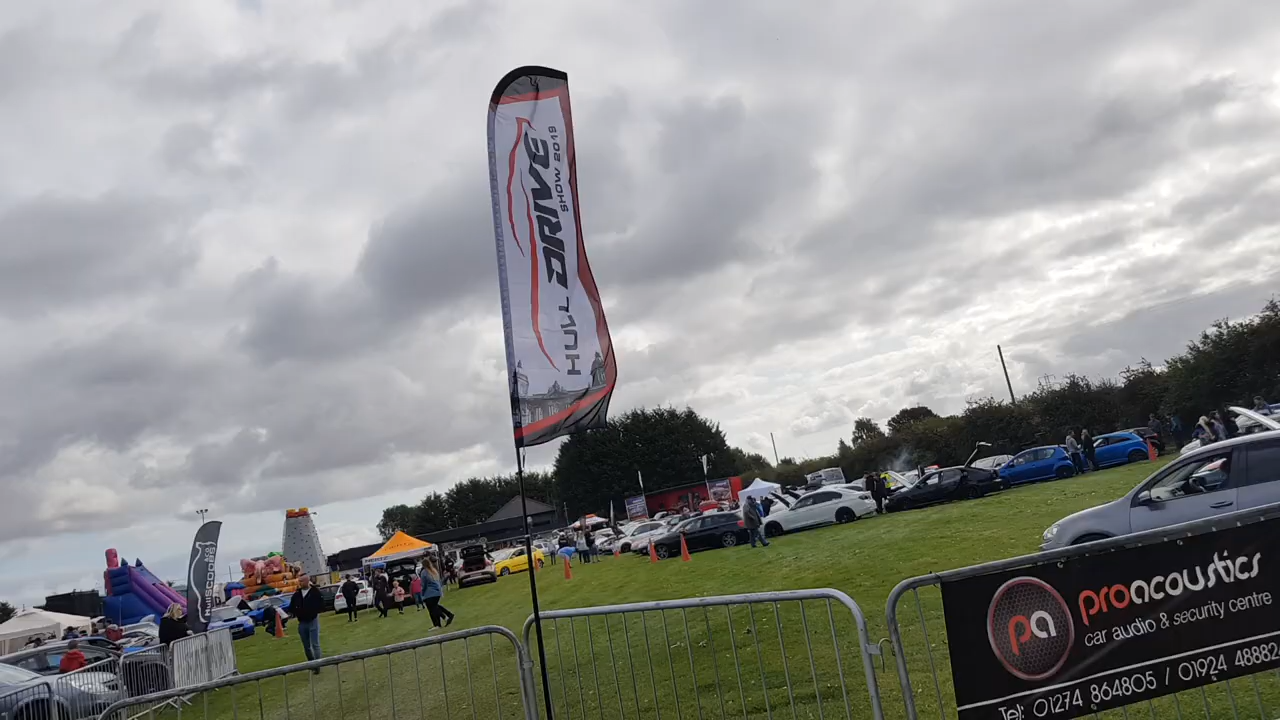 HULL DRIVE
SHOW 2019
pa
proacoustics
car audio & security centre
Tel: 01274 864805 / 01924 48882